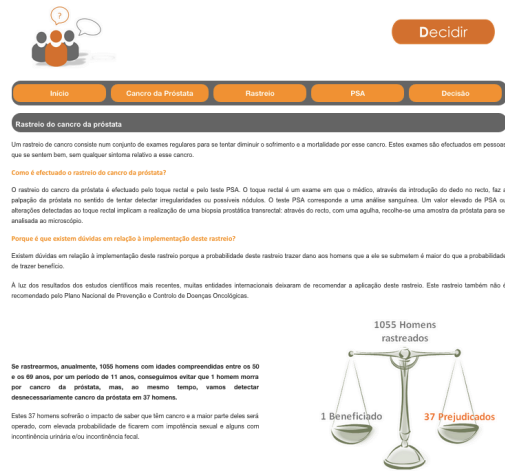 ?
Decidir
Início Cancro da Próstata Rastreio PSA Decisão
Rastreio do cancro da próstata
Um rastreio de cancro consiste num conjunto de exames regulares para se tentar diminuir o sofrimento e a mortalidade por esse cancro. Estes exames são efectuados em pessoas
que se sentem bem, sem qualquer sintoma relativo a esse cancro.
Como é efectuado o rastreio do cancro da próstata?
O rastreio do cancro da próstata é efectuado pelo toque rectal e pelo teste PSA. O toque rectal é um exame em que o médico, através da introdução do dedo no recto, faz a
palpação da próstata no sentido de tentar detectar irregularidades ou possíveis nódulos. O teste PSA corresponde a uma análise sanguínea. Um valor elevado de PSA ou
alterações detectadas ao toque rectal implicam a realização de uma biopsia prostática transrectal: através do recto, com uma agulha, recolhe-se uma amostra da próstata para ser
analisada ao microscópio.
Porque é que existem dúvidas em relação à implementação deste rastreio?
Existem dúvidas em relação à implementação deste rastreio porque a probabilidade deste rastreio trazer dano aos homens que a ele se submetem é maior do que a probabilidade
de trazer benefício.
À luz dos resultados dos estudos científicos mais recentes, muitas entidades internacionais deixaram de recomendar a aplicação deste rastreio. Este rastreio também não é
recomendado pelo Plano Nacional de Prevenção e Controlo de Doenças Oncológicas.
1055 Homens
rastreados
Se rastrearmos, anualmente, 1055 homens com idades compreendidas entre os 50
e os 69 anos, por um período de 11 anos, conseguimos evitar que 1 homem morra
por cancro da próstata, mas, ao mesmo tempo, vamos detectar
desnecessariamente cancro da próstata em 37 homens.
1 Beneficiado 37 Prejudicados
Estes 37 homens sofrerão o impacto de saber que têm cancro e a maior parte deles será
operado, com elevada probabilidade de ficarem com impotência sexual e alguns com
incontinência urinária e/ou incontinência fecal.